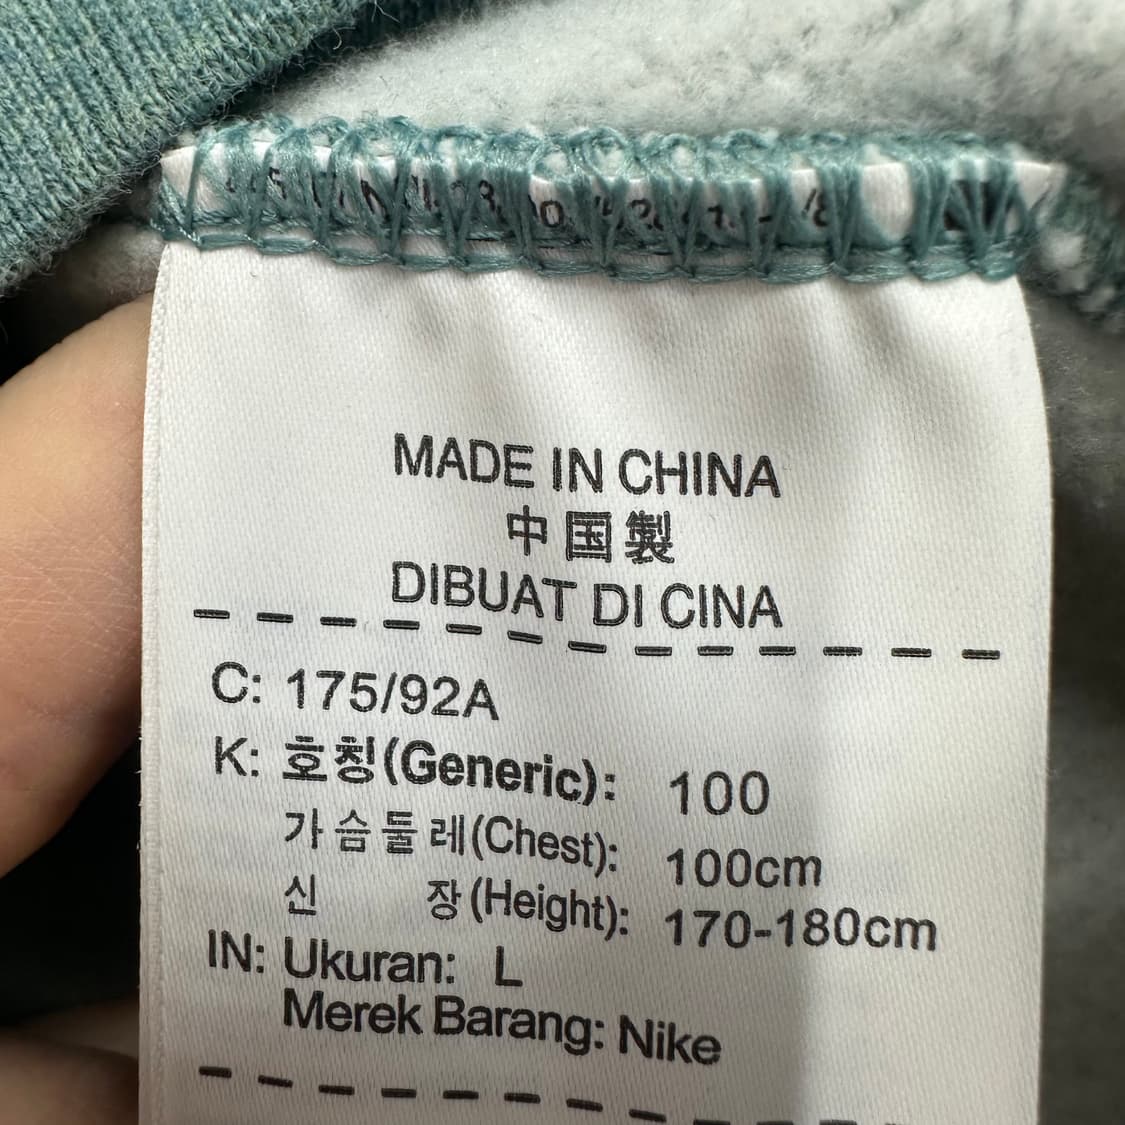 MADE IN CHINA
中国製
DIBUAT DI CINA
C: 175/92A
K: 호칭(Generic): 100
가슴둘레(Chest): 100cm
신 장(Height): 170-180cm
IN: Ukuran: L
Merek Barang: Nike